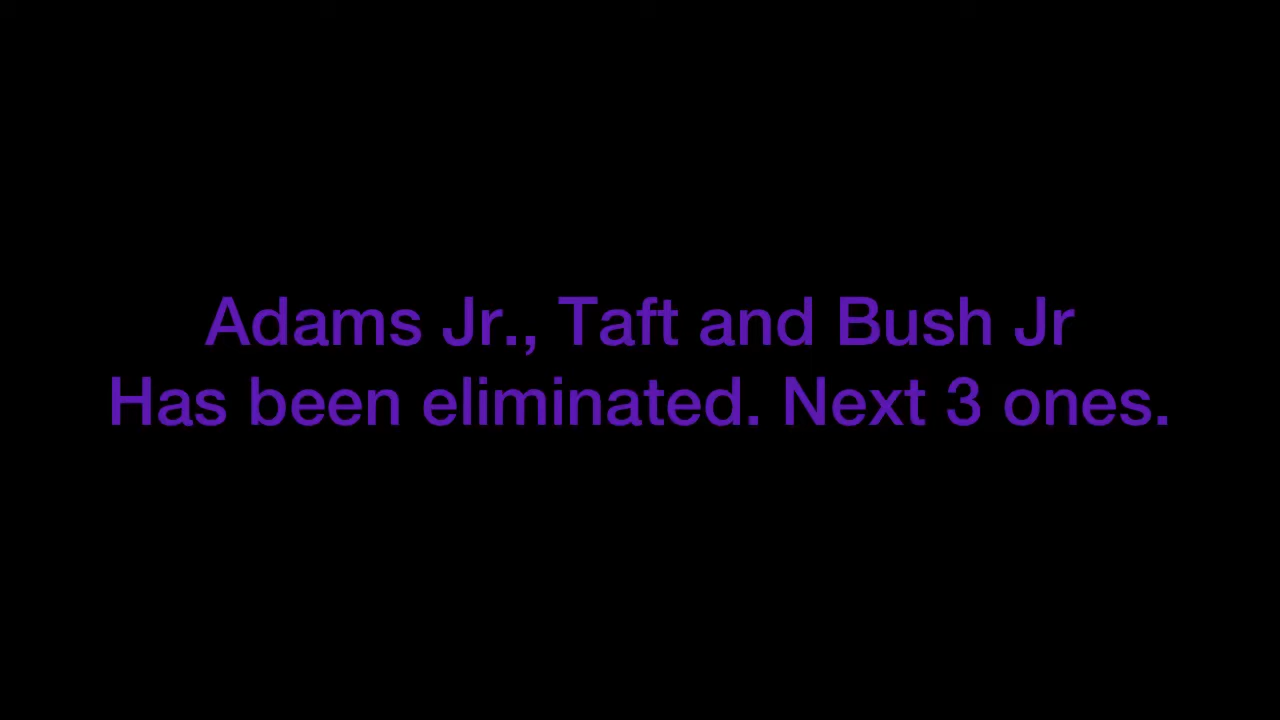 Adams Jr., Taft and Bush Jr
Has been eliminated. Next 3 ones.